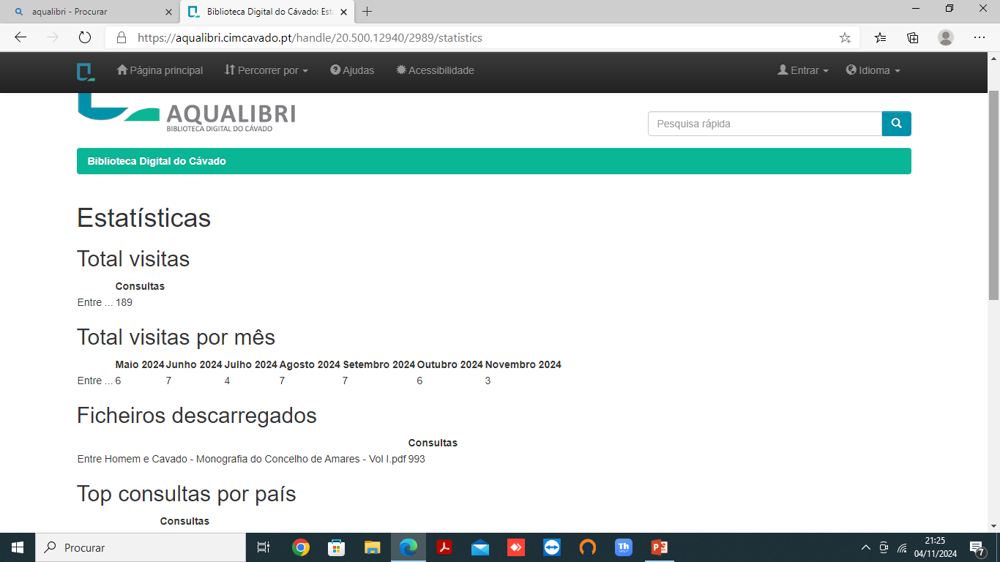 aqualibri - Procurar
Biblioteca Digital do Cávado: Est
https://aqualibri.cimcavado.pt/handle/20.500.12940/2989/statistics
Página principal Percorrer por Ajudas Acessibilidade Entrar Idioma
AQUALIBRI
BIBLIOTECA DIGITAL DO CÁVADO
Pesquisa rápida
Biblioteca Digital do Cávado
Estatísticas
Total visitas
Consultas
Entre ... 189
Total visitas por mês
Maio 2024 Junho 2024 Julho 2024 Agosto 2024 Setembro 2024 Outubro 2024 Novembro 2024
Entre ... 6 7 4 7 7 6 3
Ficheiros descarregados
Consultas
Entre Homem e Cavado - Monografia do Concelho de Amares - Vol I.pdf 993
Top consultas por país
Consultas
Procurar
Th
21:25
04/11/2024
7